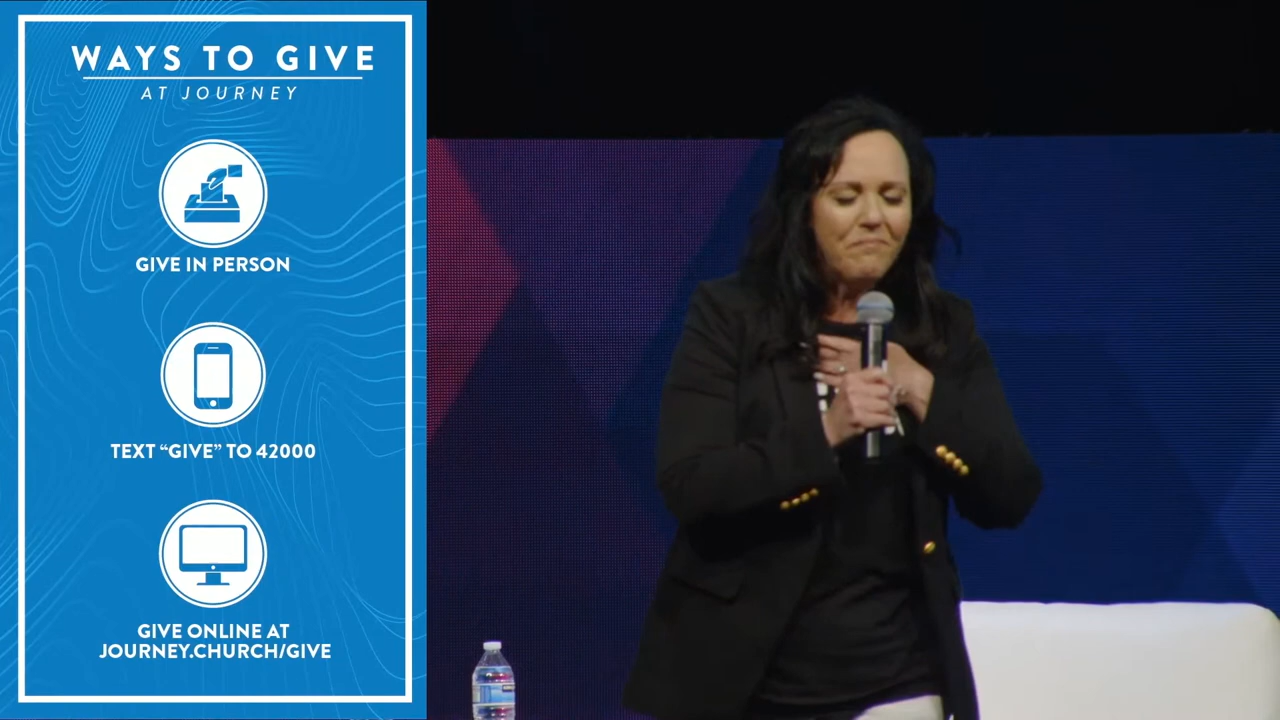 WAYS TO GIVE
AT JOURNEY
GIVE IN PERSON
TEXT “GIVE” TO 42000
GIVE ONLINE AT
JOURNEY.CHURCH/GIVE